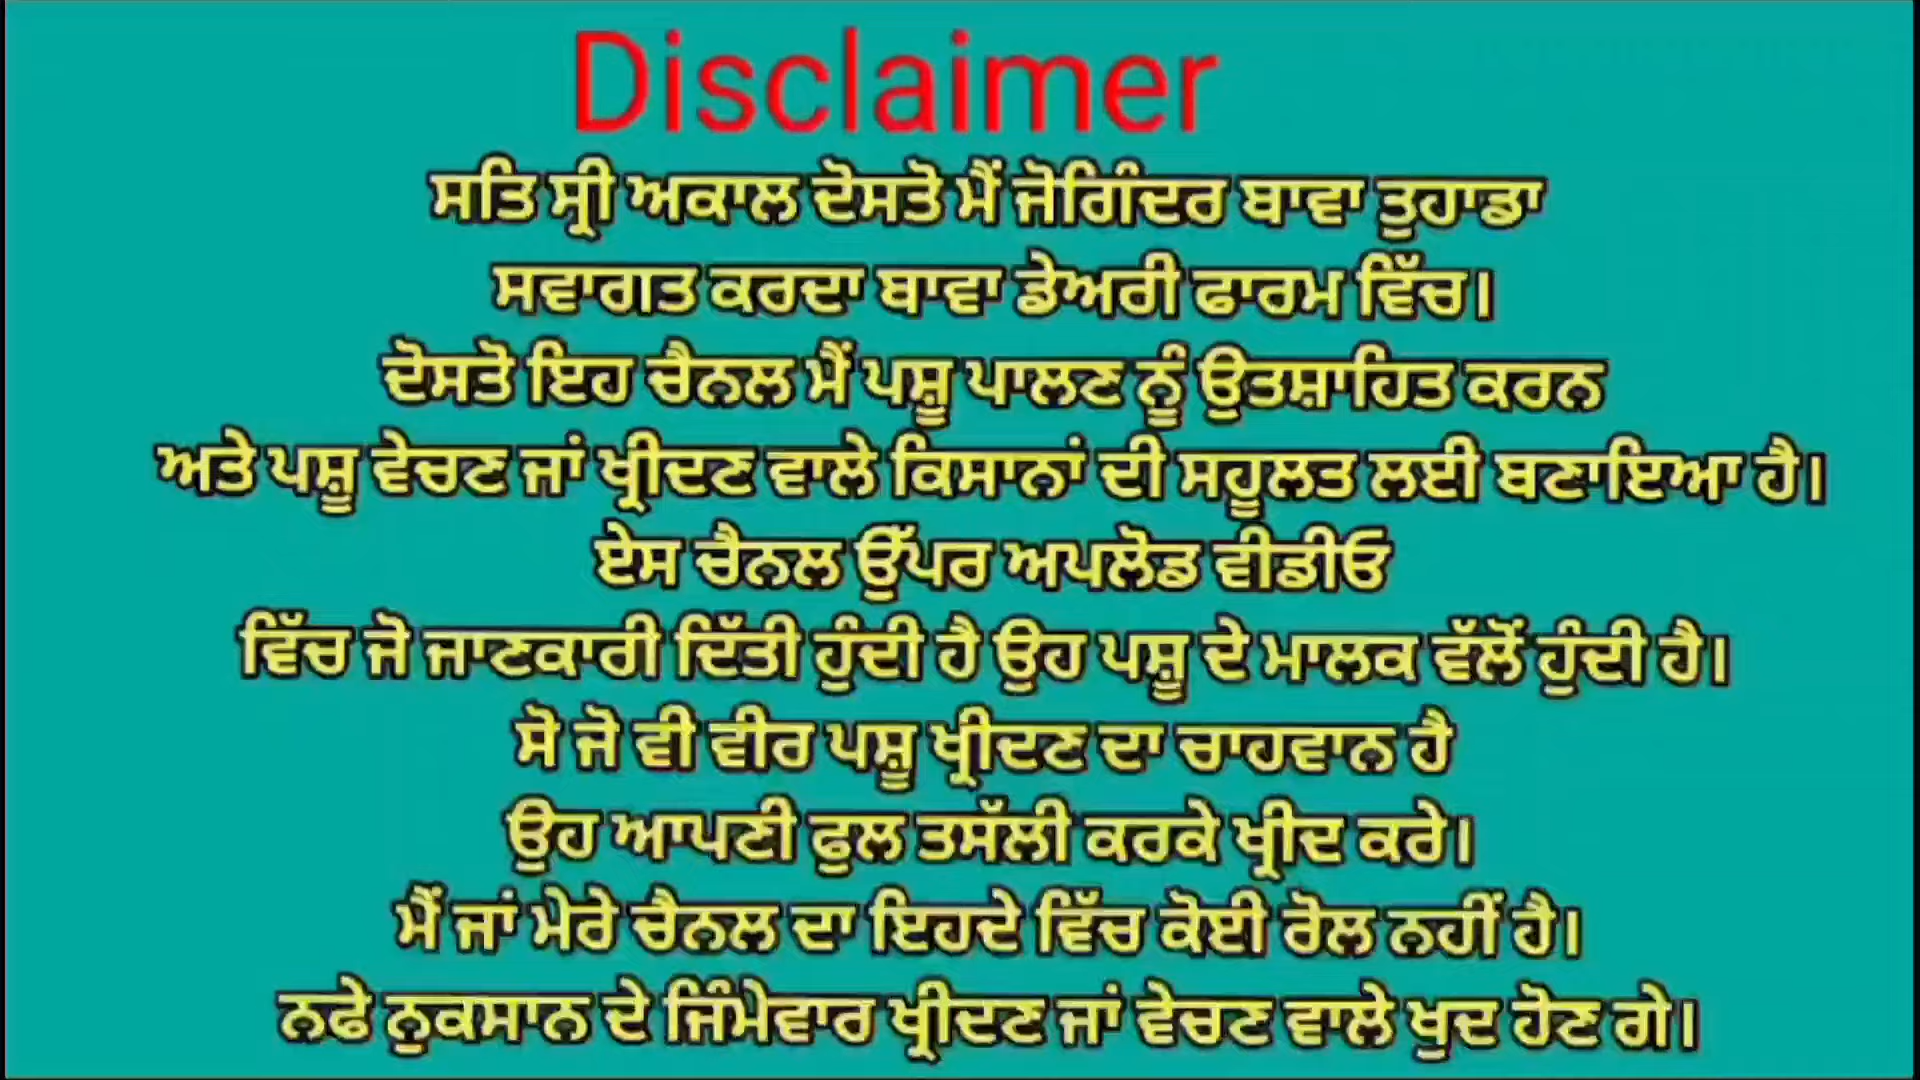 Disclaimer
ਸਤਿ ਸ੍ਰੀ ਅਕਾਲ ਦੋਸਤੋ ਮੈਂ ਜੋਗਿੰਦਰ ਬਾਵਾ ਤੁਹਾਡਾ
ਸਵਾਗਤ ਕਰਦਾ ਬਾਵਾ ਡੇਅਰੀ ਫਾਰਮ ਵਿੱਚ।
ਦੋਸਤੋ ਇਹ ਚੈਨਲ ਮੈਂ ਪਸ਼ੂ ਪਾਲਣ ਨੂੰ ਉਤਸ਼ਾਹਿਤ ਕਰਨ
ਅਤੇ ਪਸ਼ੂ ਵੇਚਣ ਜਾਂ ਖ੍ਰੀਦਣ ਵਾਲੇ ਕਿਸਾਨਾਂ ਦੀ ਸਹੂਲਤ ਲਈ ਬਣਾਇਆ ਹੈ।
ਏਸ ਚੈਨਲ ਉੱਪਰ ਅਪਲੋਡ ਵੀਡੀਓ
ਵਿੱਚ ਜੋ ਜਾਣਕਾਰੀ ਦਿੱਤੀ ਹੁੰਦੀ ਹੈ ਉਹ ਪਸ਼ੂ ਦੇ ਮਾਲਕ ਵੱਲੋਂ ਹੁੰਦੀ ਹੈ।
ਸੋ ਜੋ ਵੀ ਵੀਰ ਪਸ਼ੂ ਖ੍ਰੀਦਣ ਦਾ ਚਾਹਵਾਨ ਹੈ
ਉਹ ਆਪਣੀ ਫੁਲ ਤਸੱਲੀ ਕਰਕੇ ਖ੍ਰੀਦ ਕਰੇ।
ਮੈਂ ਜਾਂ ਮੇਰੇ ਚੈਨਲ ਦਾ ਇਹਦੇ ਵਿੱਚ ਕੋਈ ਰੋਲ ਨਹੀਂ ਹੈ।
ਨਫੇ ਨੁਕਸਾਨ ਦੇ ਜਿੰਮੇਵਾਰ ਖ੍ਰੀਦਣ ਜਾਂ ਵੇਚਣ ਵਾਲੇ ਖੁਦ ਹੋਣ ਗੇ।